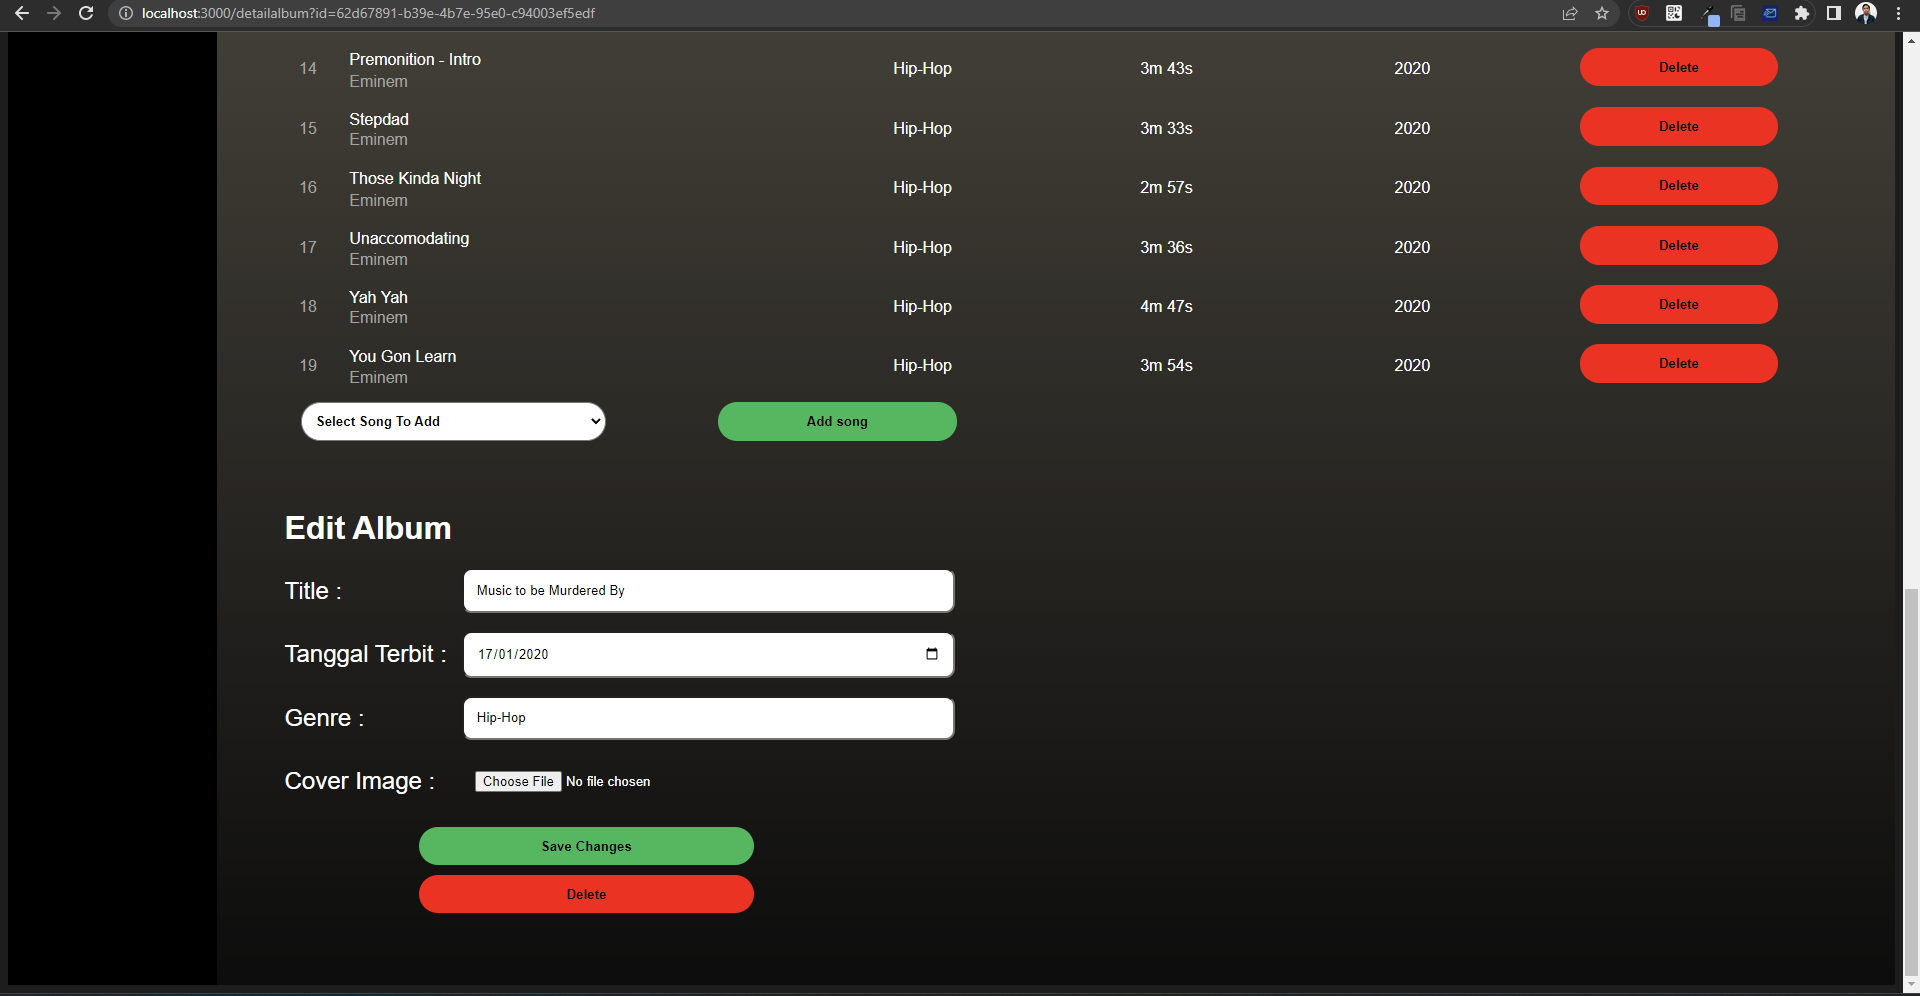 localhost:3000/detailalbum?id=62d67891-b39e-4b7e-95e0-c94003ef5edf
14 Premonition - Intro Hip-Hop 3m 43s 2020 Delete
Eminem
15 Stepdad Hip-Hop 3m 33s 2020 Delete
Eminem
16 Those Kinda Night Hip-Hop 2m 57s 2020 Delete
Eminem
17 Unaccomodating Hip-Hop 3m 36s 2020 Delete
Eminem
18 Yah Yah Hip-Hop 4m 47s 2020 Delete
Eminem
19 You Gon Learn Hip-Hop 3m 54s 2020 Delete
Eminem
Select Song To Add Add song
Edit Album
Title : Music to be Murdered By
Tanggal Terbit : 17/01/2020
Genre : Hip-Hop
Cover Image : Choose File No file chosen
Save Changes
Delete